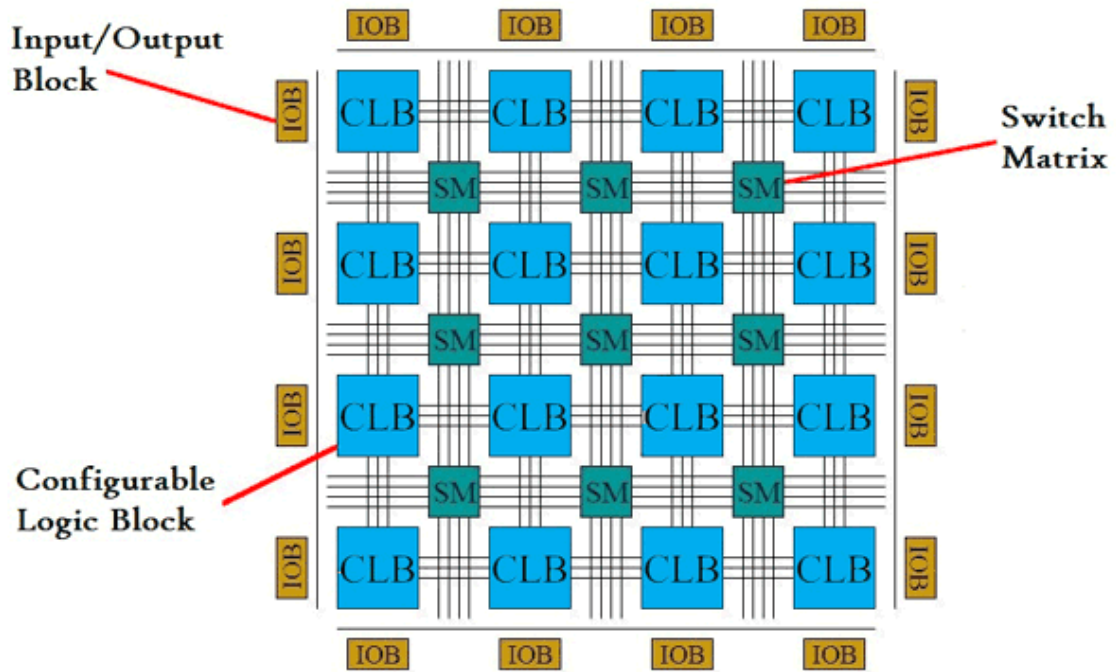 IOB IOB IOB IOB
Input/Output
Block
IOB CLB CLB CLB CLB IOB
Switch
Matrix
SM SM SM
IOB CLB CLB CLB CLB IOB
SM SM SM
IOB CLB CLB CLB CLB IOB
Configurable
Logic Block
SM SM SM
IOB CLB CLB CLB CLB IOB
IOB IOB IOB IOB